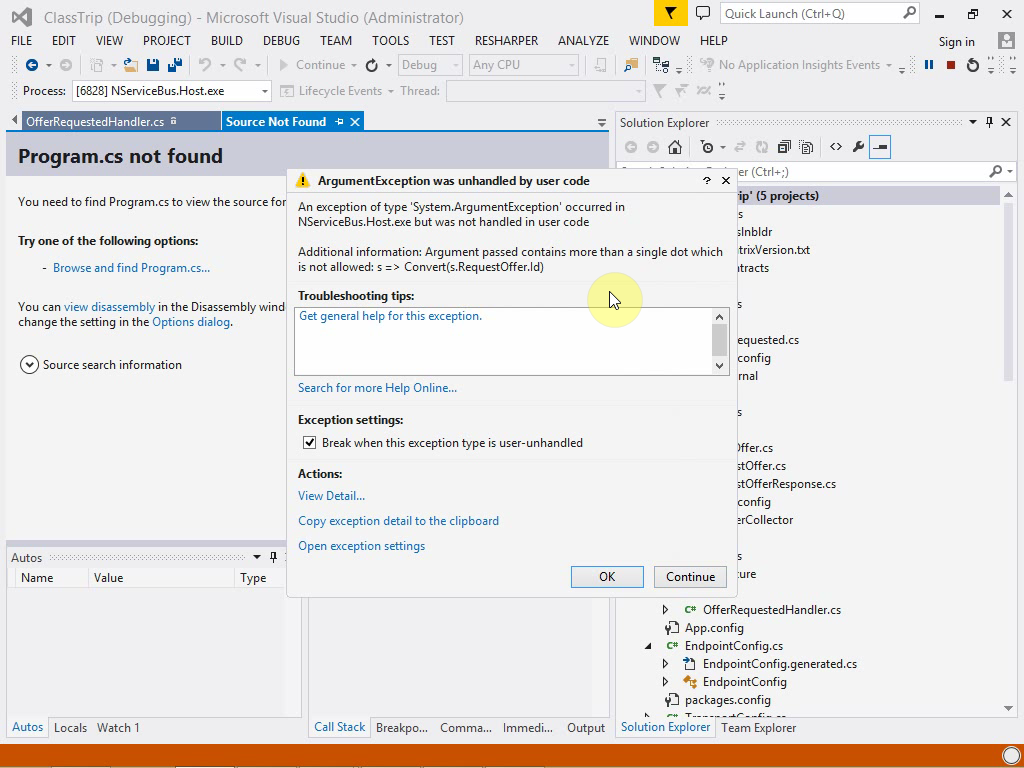 ClassTrip (Debugging) - Microsoft Visual Studio (Administrator)
Quick Launch (Ctrl+Q)
FILE EDIT VIEW PROJECT BUILD DEBUG TEAM TOOLS TEST RESHARPER ANALYZE WINDOW HELP Sign in
Continue Debug Any CPU No Application Insights Events
Process: [6828] NServiceBus.Host.exe Lifecycle Events Thread:
OfferRequestedHandler.cs Source Not Found
Program.cs not found
You need to find Program.cs to view the source for
Try one of the following options:
- Browse and find Program.cs...
You can view disassembly in the Disassembly wind
change the setting in the Options dialog.
Source search information
ArgumentException was unhandled by user code
An exception of type 'System.ArgumentException' occurred in
NServiceBus.Host.exe but was not handled in user code
Additional information: Argument passed contains more than a single dot which
is not allowed: s => Convert(s.RequestOffer.Id)
Troubleshooting tips:
Get general help for this exception.
Search for more Help Online...
Exception settings:
Break when this exception type is user-unhandled
Actions:
View Detail...
Copy exception detail to the clipboard
Open exception settings
OK Continue
Solution Explorer
er (Ctrl+;)
rip' (5 projects)
s
slnbldr
trixVersion.txt
tracts
s
equested.cs
config
rnal
s
Offer.cs
stOffer.cs
stOfferResponse.cs
config
erCollector
s
ture
OfferRequestedHandler.cs
App.config
EndpointConfig.cs
EndpointConfig.generated.cs
EndpointConfig
packages.config
TransportConfig.cs
Solution Explorer Team Explorer
Autos
Name Value Type
Autos Locals Watch 1
Call Stack Breakpo... Comma... Immedi... Output